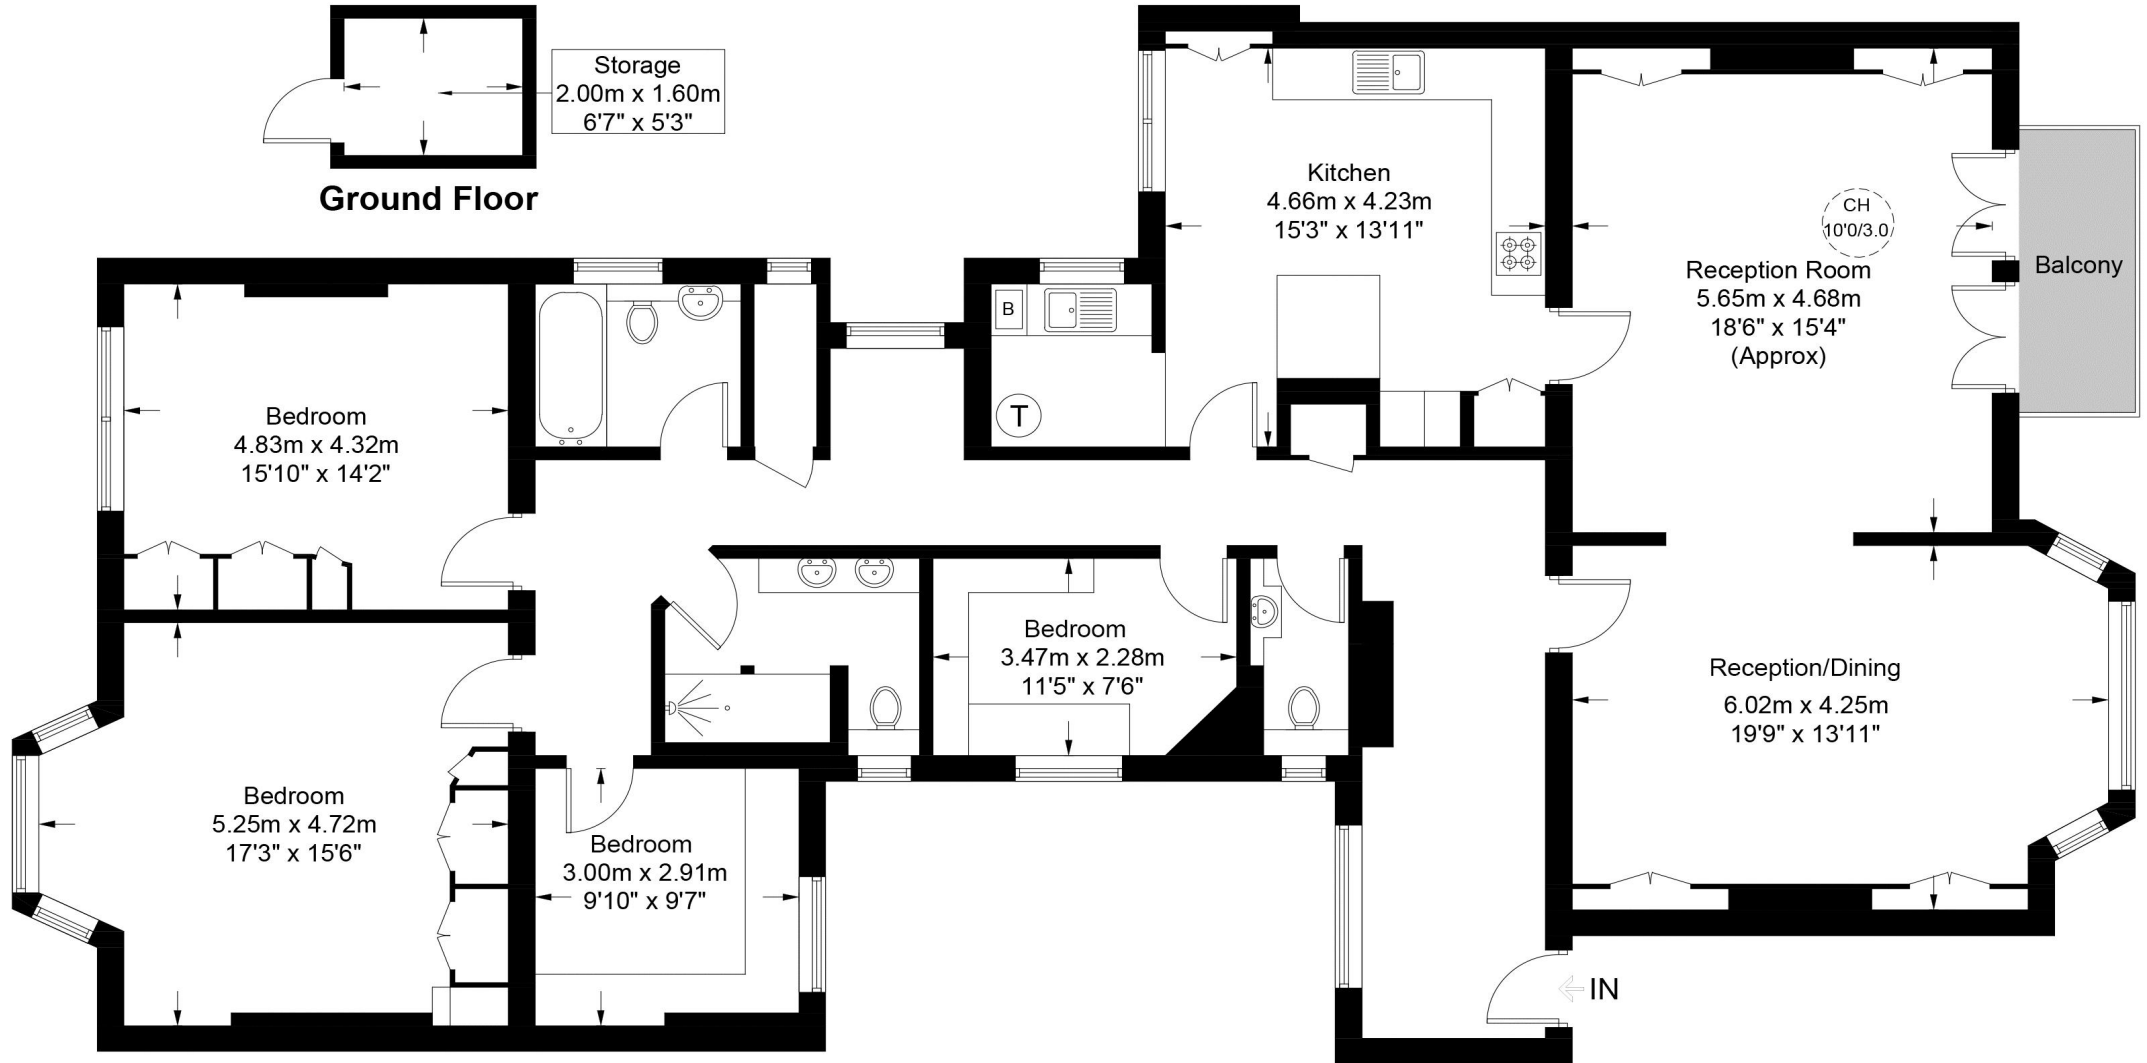 Storage
2.00m x 1.60m
6'7" x 5'3"
Ground Floor
Kitchen
4.66m x 4.23m
15'3" x 13'11"
CH
10'0/3.0
Reception Room
5.65m x 4.68m
18'6" x 15'4"
(Approx)
Balcony
B
T
Bedroom
4.83m x 4.32m
15'10" x 14'2"
Bedroom
3.47m x 2.28m
11'5" x 7'6"
Reception/Dining
6.02m x 4.25m
19'9" x 13'11"
Bedroom
5.25m x 4.72m
17'3" x 15'6"
Bedroom
3.00m x 2.91m
9'10" x 9'7"
IN